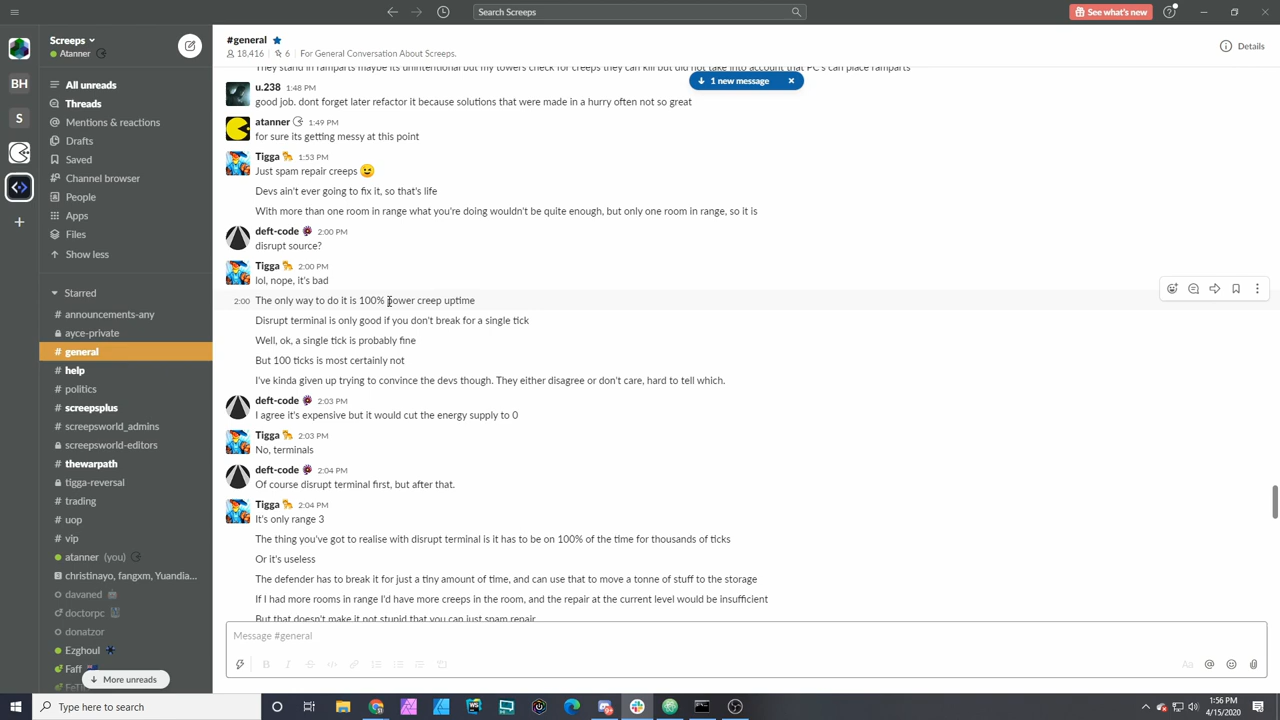 Search Screeps
See what's new
Screeps
Atanner
#general
18,416 | 6 | For General Conversation About Screeps.
Details
All unreads
Threads
Mentions & reactions
Drafts
Saved
Channel browser
People
Apps
Files
Show less
Starred
# announcements-any
ayce-private
# general
# help
# politics
# screepsplus
# screepsworld_admins
screepsworld-editors
# thewarpath
tigga-reversal
# trading
# uop
# vip
atanner (you)
3 christinayo, fangxm, Yuandia...
davaned
doctorpc
donatzor
Ezghoul
Faff
More unreads
S
They stand in ramparts maybe its unintentional but my towers check for creeps they can kill but did not take into account that PC's can place ramparts
1 new message
u.238 1:48 PM
good job. dont forget later refactor it because solutions that were made in a hurry often not so great
atanner 1:49 PM
for sure its getting messy at this point
Tigga 1:53 PM
Just spam repair creeps
Devs ain't ever going to fix it, so that's life
With more than one room in range what you're doing wouldn't be quite enough, but only one room in range, so it is
deft-code 2:00 PM
disrupt source?
Tigga 2:00 PM
lol, nope, it's bad
2:00 The only way to do it is 100% power creep uptime
Disrupt terminal is only good if you don't break for a single tick
Well, ok, a single tick is probably fine
But 100 ticks is most certainly not
I've kinda given up trying to convince the devs though. They either disagree or don't care, hard to tell which.
deft-code 2:03 PM
I agree it's expensive but it would cut the energy supply to 0
Tigga 2:03 PM
No, terminals
deft-code 2:04 PM
Of course disrupt terminal first, but after that.
Tigga 2:04 PM
It's only range 3
The thing you've got to realise with disrupt terminal is it has to be on 100% of the time for thousands of ticks
Or it's useless
The defender has to break it for just a tiny amount of time, and can use that to move a tonne of stuff to the storage
If I had more rooms in range I'd have more creeps in the room, and the repair at the current level would be insufficient
But that doesn't make it not stupid that you can just spam repair
Message #general
Aa
Type here to search
1:56 PM
4/15/2020